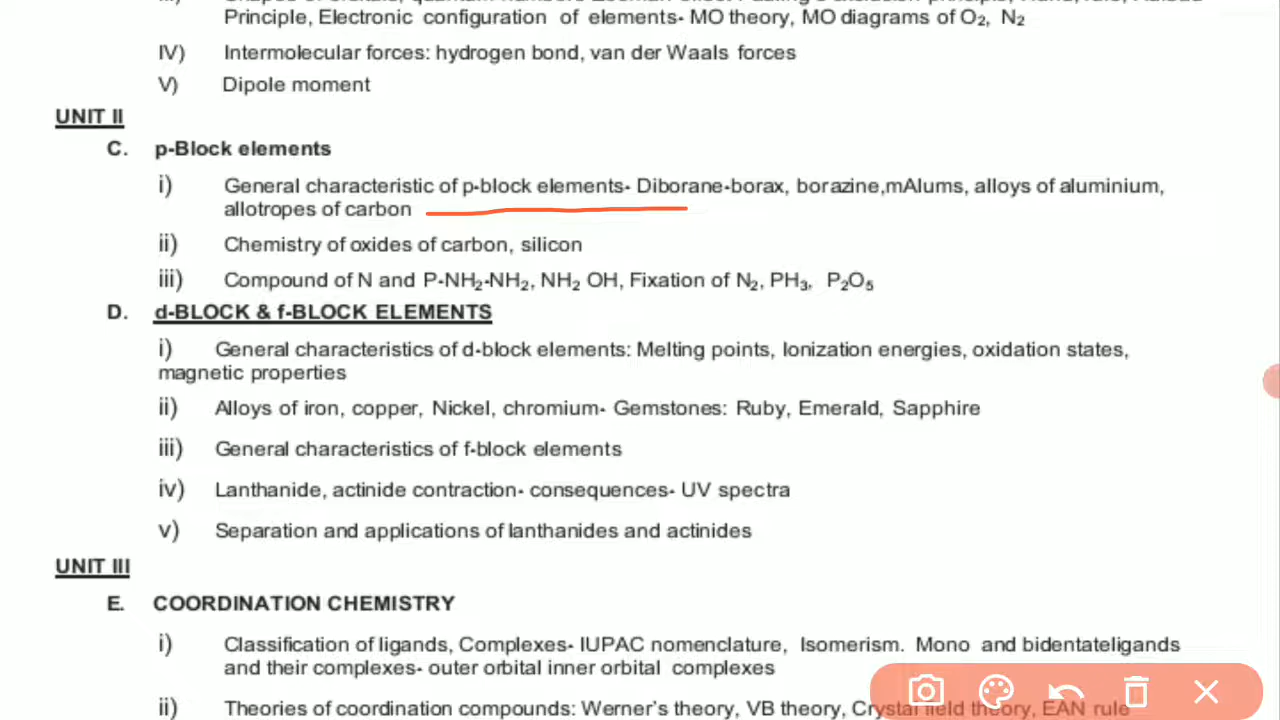 Principle, Electronic configuration of elements- MO theory, MO diagrams of O₂, N₂
IV) Intermolecular forces: hydrogen bond, van der Waals forces
V) Dipole moment
UNIT II
C. p-Block elements
i) General characteristic of p-block elements- Diborane-borax, borazine,mAlums, alloys of aluminium,
allotropes of carbon
ii) Chemistry of oxides of carbon, silicon
iii) Compound of N and P-NH₂-NH₂, NH₂ OH, Fixation of N₂, PH₃, P₂O₅
D. d-BLOCK & f-BLOCK ELEMENTS
i) General characteristics of d-block elements: Melting points, Ionization energies, oxidation states,
magnetic properties
ii) Alloys of iron, copper, Nickel, chromium- Gemstones: Ruby, Emerald, Sapphire
iii) General characteristics of f-block elements
iv) Lanthanide, actinide contraction- consequences- UV spectra
v) Separation and applications of lanthanides and actinides
UNIT III
E. COORDINATION CHEMISTRY
i) Classification of ligands, Complexes- IUPAC nomenclature, Isomerism. Mono and bidentateligands
and their complexes- outer orbital inner orbital complexes
ii) Theories of coordination compounds: Werner's theory, VB theory, Crystal field theory, EAN rule